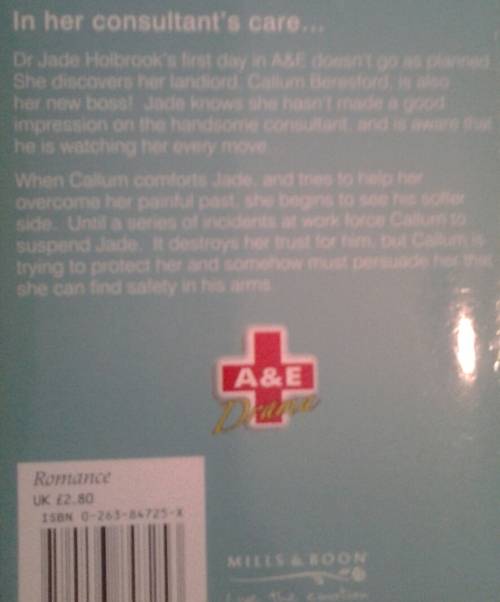 In her consultant's care...
Dr Jade Holbrook's first day in A&E doesn't go as planned
She discovers her landlord, Callum Beresford, is also
her new boss! Jade knows she hasn't made a good
impression on the handsome consultant, and is aware that
he is watching her every move.
When Callum comforts Jade, and tries to help her
overcome her painful past, she begins to see his softer
side. Until a series of incidents at work force Callum to
suspend Jade. It destroys her trust for him, but Callum is
trying to protect her and somehow must persuade her that
she can find safety in his arms.
A&E
Drama
Romance
UK £2.80
ISBN 0-263-84725-X
MILLS & BOON
Live the emotion